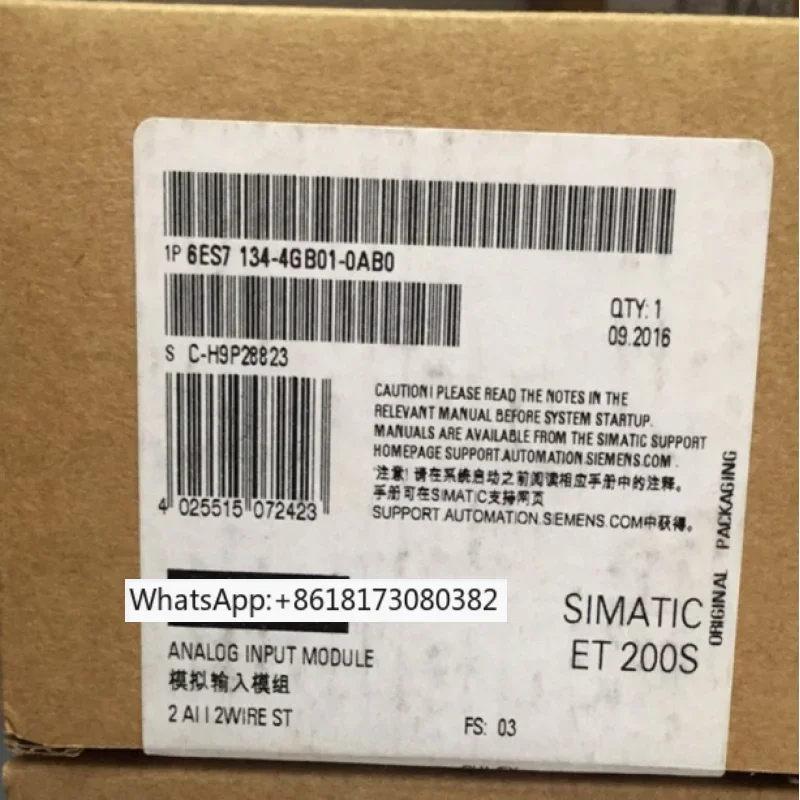 1P 6ES7 134-4GB01-0AB0
QTY: 1
09.2016
S C-H9P28823
CAUTION! PLEASE READ THE NOTES IN THE
RELEVANT MANUAL BEFORE SYSTEM STARTUP.
MANUALS ARE AVAILABLE FROM THE SIMATIC SUPPORT
HOMEPAGE SUPPORT.AUTOMATION.SIEMENS.COM .
注意! 请在系统启动之前阅读相应手册中的注释。
手册可在SIMATIC支持网页
SUPPORT.AUTOMATION.SIEMENS.COM中获得。
4 025515 072423
ORIGINAL PACKAGING
WhatsApp:+8618173080382
SIMATIC
ET 200S
ANALOG INPUT MODULE
模拟输入模组
2 AI I 2WIRE ST
FS: 03